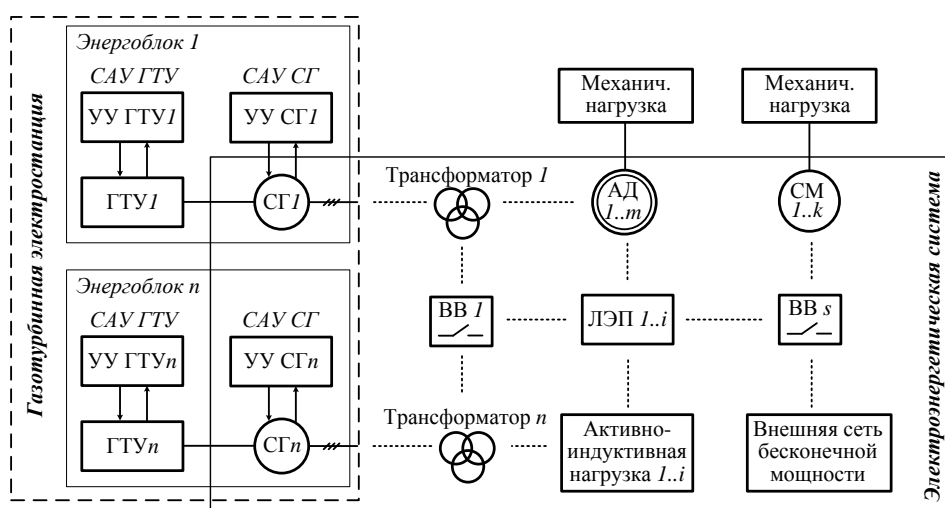 Газотурбинная электростанция
Энергоблок 1
САУ ГТУ
САУ СГ
УУ ГТУ1
УУ СГ1
ГТУ1
СГ1
Энергоблок n
САУ ГТУ
САУ СГ
УУ ГТУn
УУ СГn
ГТУn
СГn
Механич.
нагрузка
Механич.
нагрузка
Трансформатор 1
АД
1..m
СМ
1..k
ВВ 1
ЛЭП 1..i
ВВ s
Трансформатор n
Активно-
индуктивная
нагрузка 1..i
Внешняя сеть
бесконечной
мощности
Электроэнергетическая система